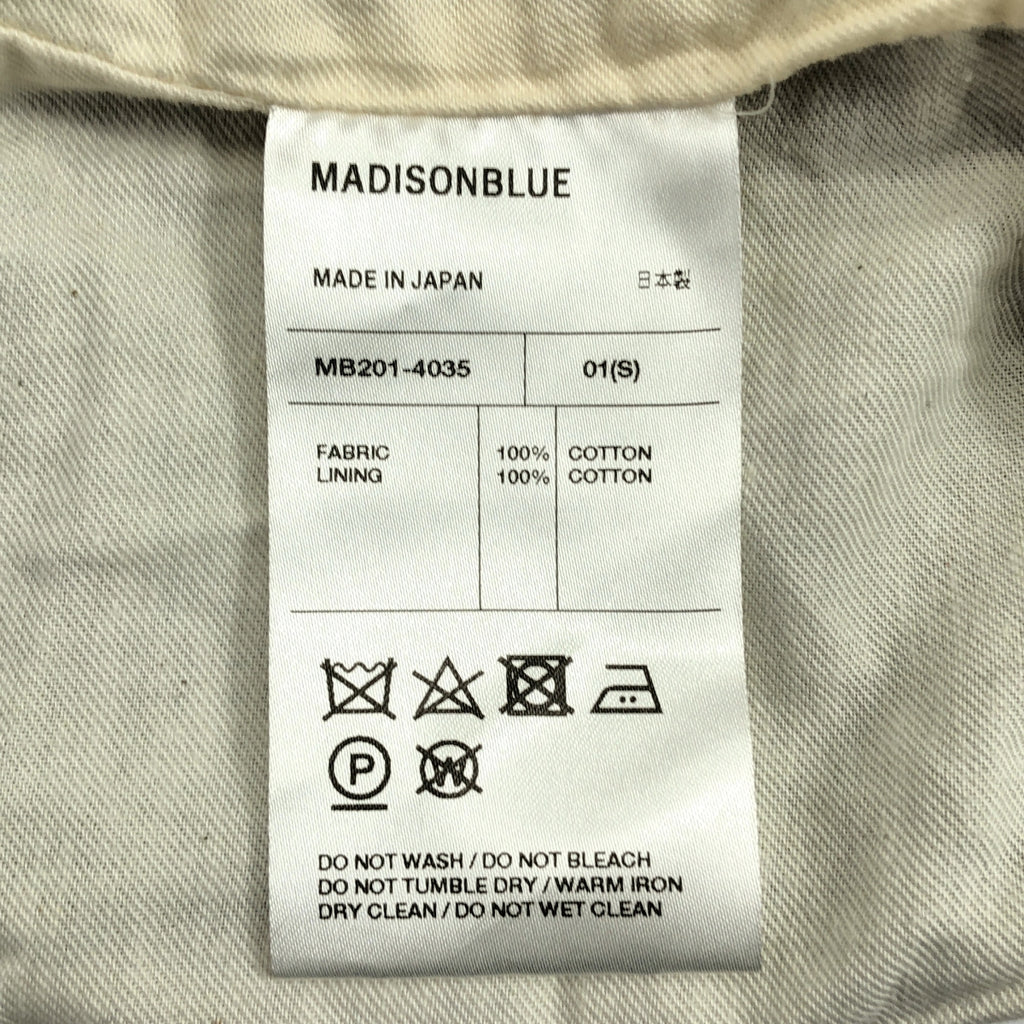 MADISONBLUE
MADE IN JAPAN 日本製
MB201-4035 01(S)
FABRIC 100% COTTON
LINING 100% COTTON
P W
DO NOT WASH / DO NOT BLEACH
DO NOT TUMBLE DRY / WARM IRON
DRY CLEAN / DO NOT WET CLEAN